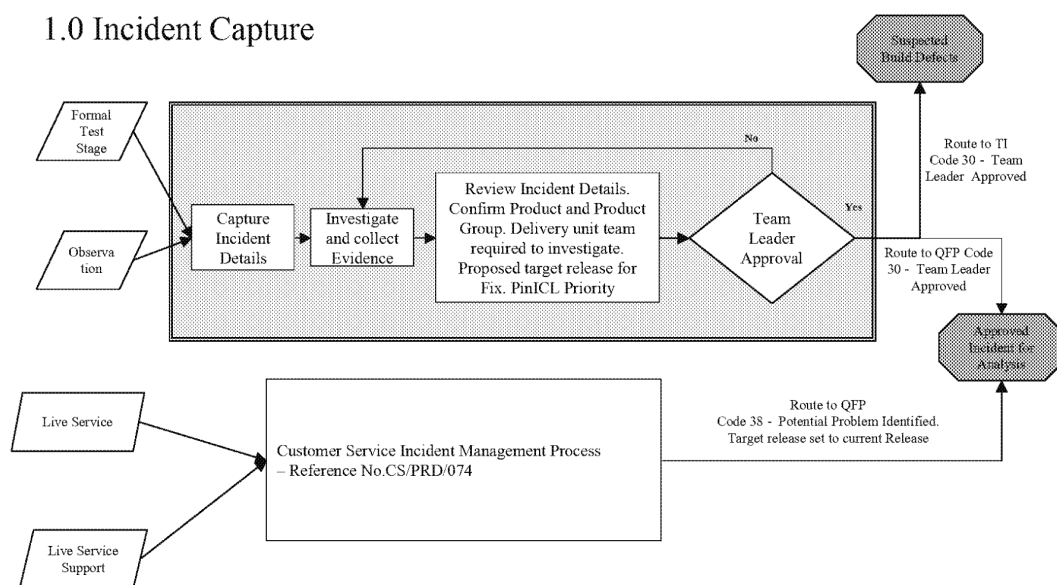 1.0 Incident Capture
Suspected
Build Defects
Formal
Test
Stage
No
Route to TI
Code 30 - Team
Leader Approved
Review Incident Details.
Confirm Product and Product
Group. Delivery unit team
required to investigate.
Proposed target release for
Fix. PinICL Priority
Capture
Incident
Details
Investigate
and collect
Evidence
Team
Leader
Approval
Yes
Observa
tion
Route to QFP Code
30 - Team Leader
Approved
Approved
Incident for
Analysis
Live Service
Route to QFP
Code 38 - Potential Problem Identified.
Target release set to current Release
Customer Service Incident Management Process
– Reference No.CS/PRD/074
Live Service
Support